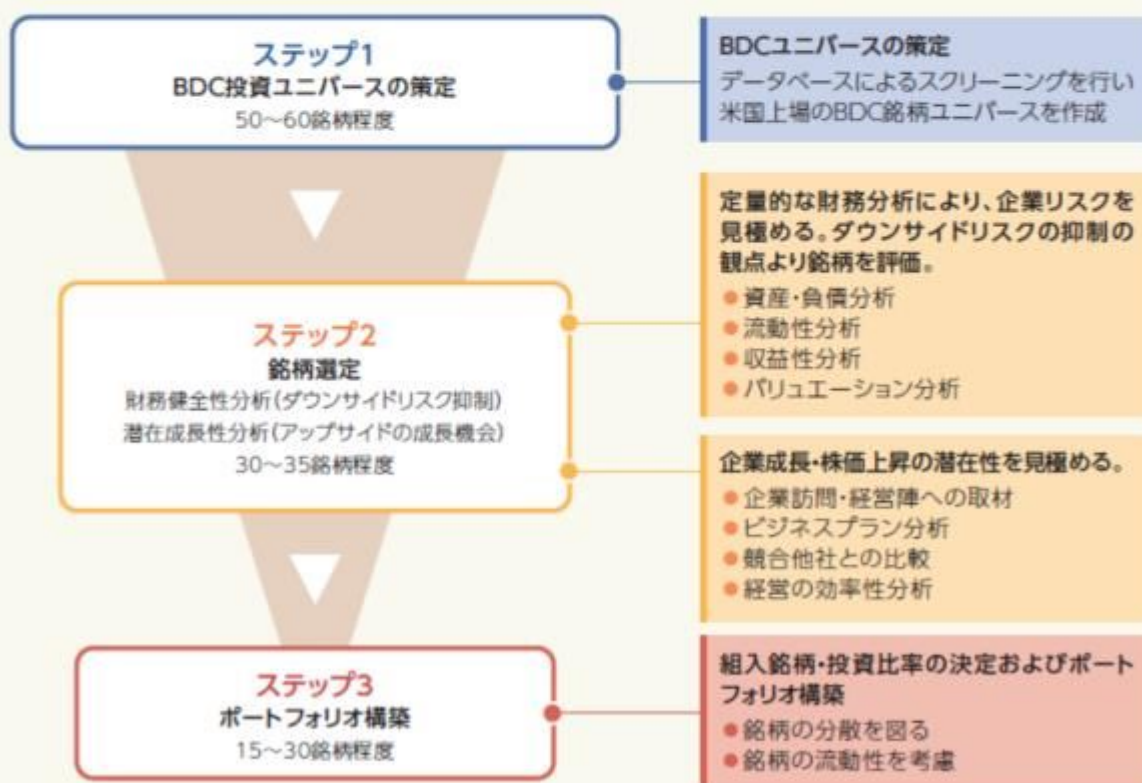 ステップ1
BDC投資ユニバースの策定
50～60銘柄程度
BDCユニバースの策定
データベースによるスクリーニングを行い
米国上場のBDC銘柄ユニバースを作成
ステップ2
銘柄選定
財務健全性分析(ダウンサイドリスク抑制)
潜在成長性分析(アップサイドの成長機会)
30～35銘柄程度
定量的な財務分析により、企業リスクを
見極める。ダウンサイドリスクの抑制の
観点より銘柄を評価。
●資産・負債分析
●流動性分析
●収益性分析
●バリュエーション分析
企業成長・株価上昇の潜在性を見極める。
●企業訪問・経営陣への取材
●ビジネスプラン分析
●競合他社との比較
●経営の効率性分析
ステップ3
ポートフォリオ構築
15～30銘柄程度
組入銘柄・投資比率の決定およびポート
フォリオ構築
●銘柄の分散を図る
●銘柄の流動性を考慮